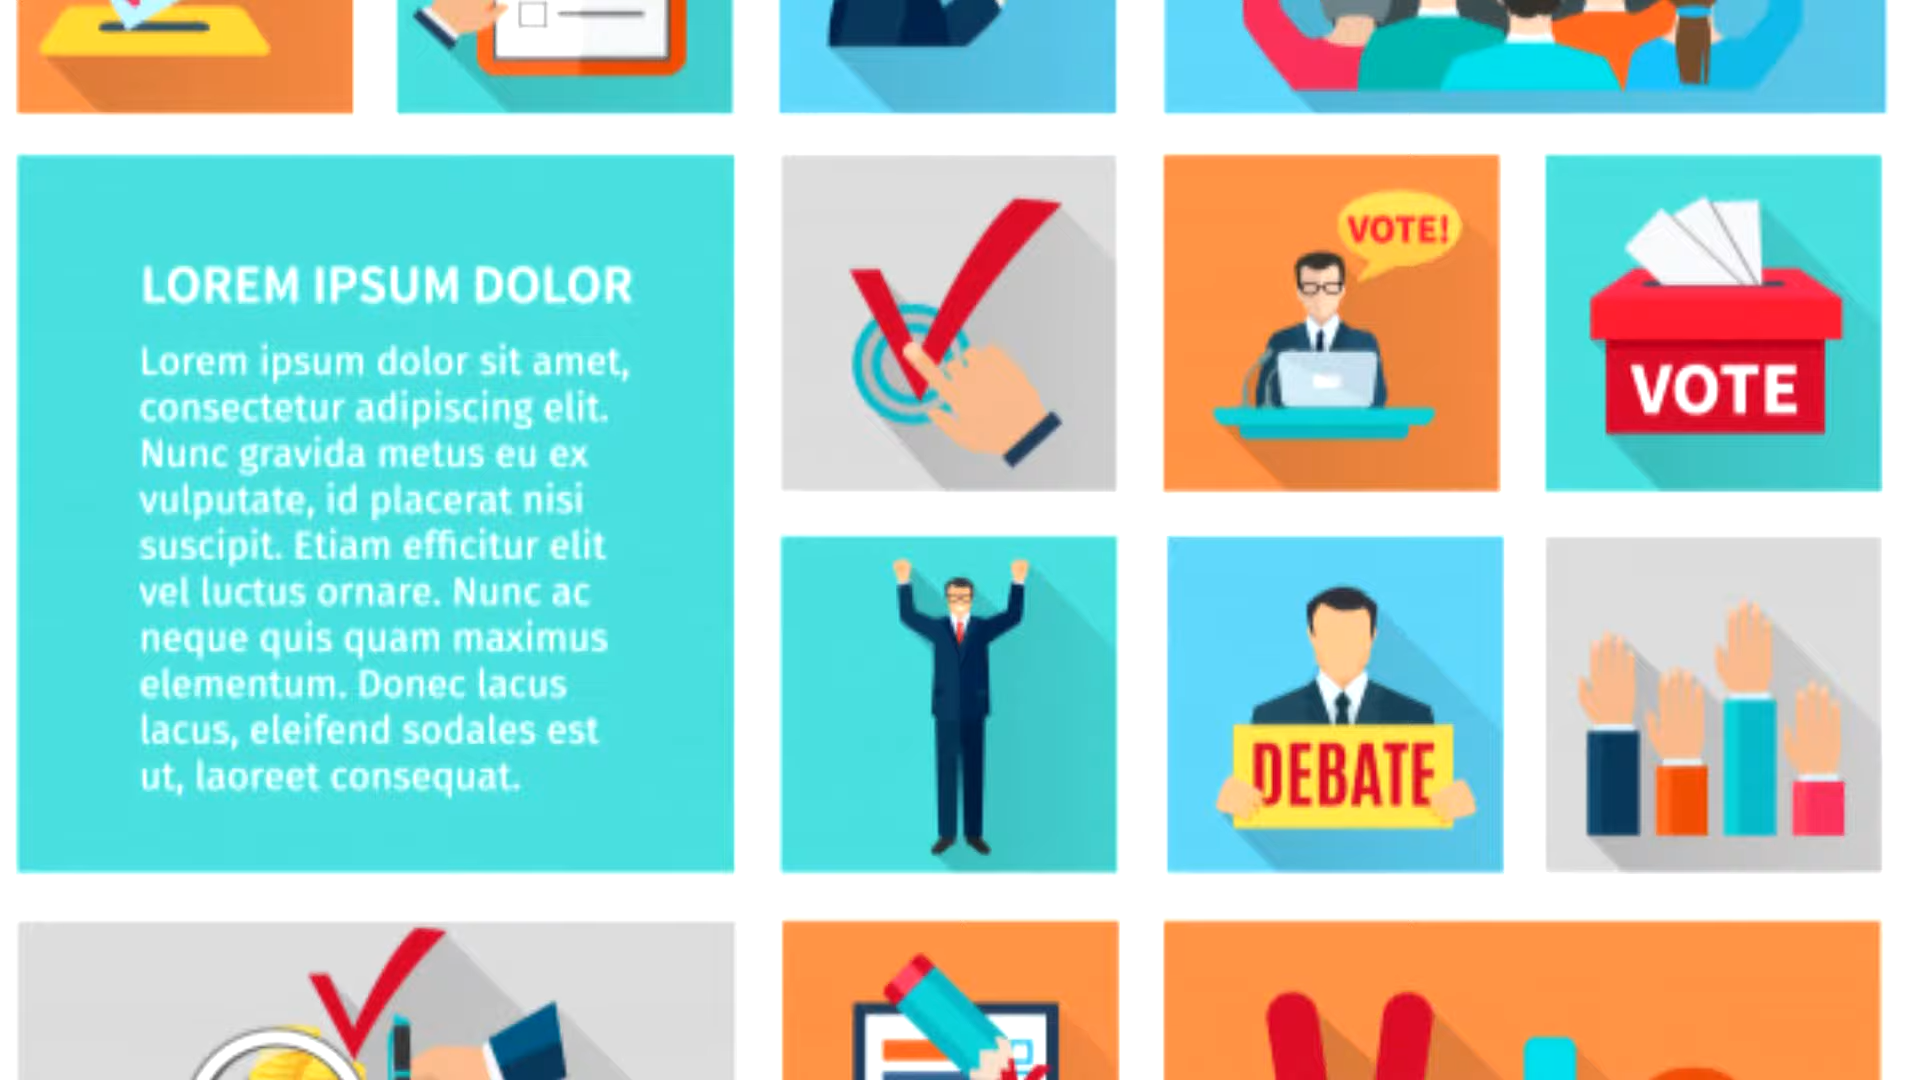 LOREM IPSUM DOLOR
Lorem ipsum dolor sit amet,
consectetur adipiscing elit.
Nunc gravida metus eu ex
vulputate, id placerat nisi
suscipit. Etiam efficitur elit
vel luctus ornare. Nunc ac
neque quis quam maximus
elementum. Donec lacus
lacus, eleifend sodales est
ut, laoreet consequat.
VOTE!
VOTE
DEBATE